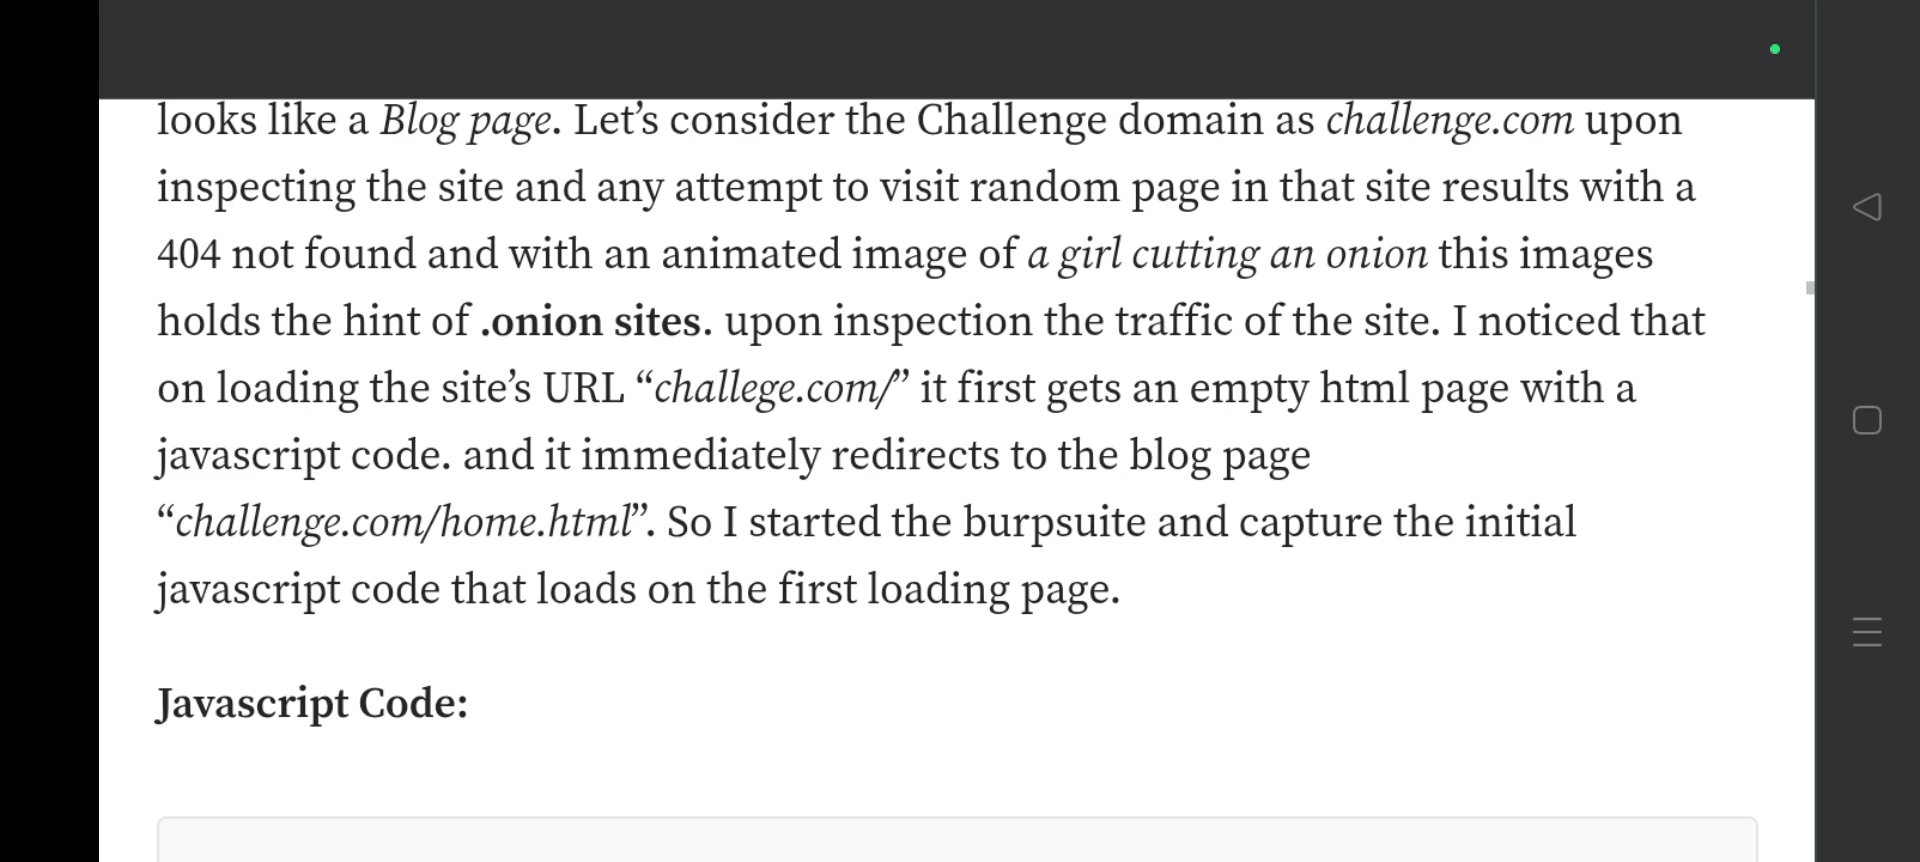 looks like a Blog page. Let’s consider the Challenge domain as challenge.com upon
inspecting the site and any attempt to visit random page in that site results with a
404 not found and with an animated image of a girl cutting an onion this images
holds the hint of .onion sites. upon inspection the traffic of the site. I noticed that
on loading the site’s URL “challege.com/” it first gets an empty html page with a
javascript code. and it immediately redirects to the blog page
“challenge.com/home.html”. So I started the burpsuite and capture the initial
javascript code that loads on the first loading page.
Javascript Code: